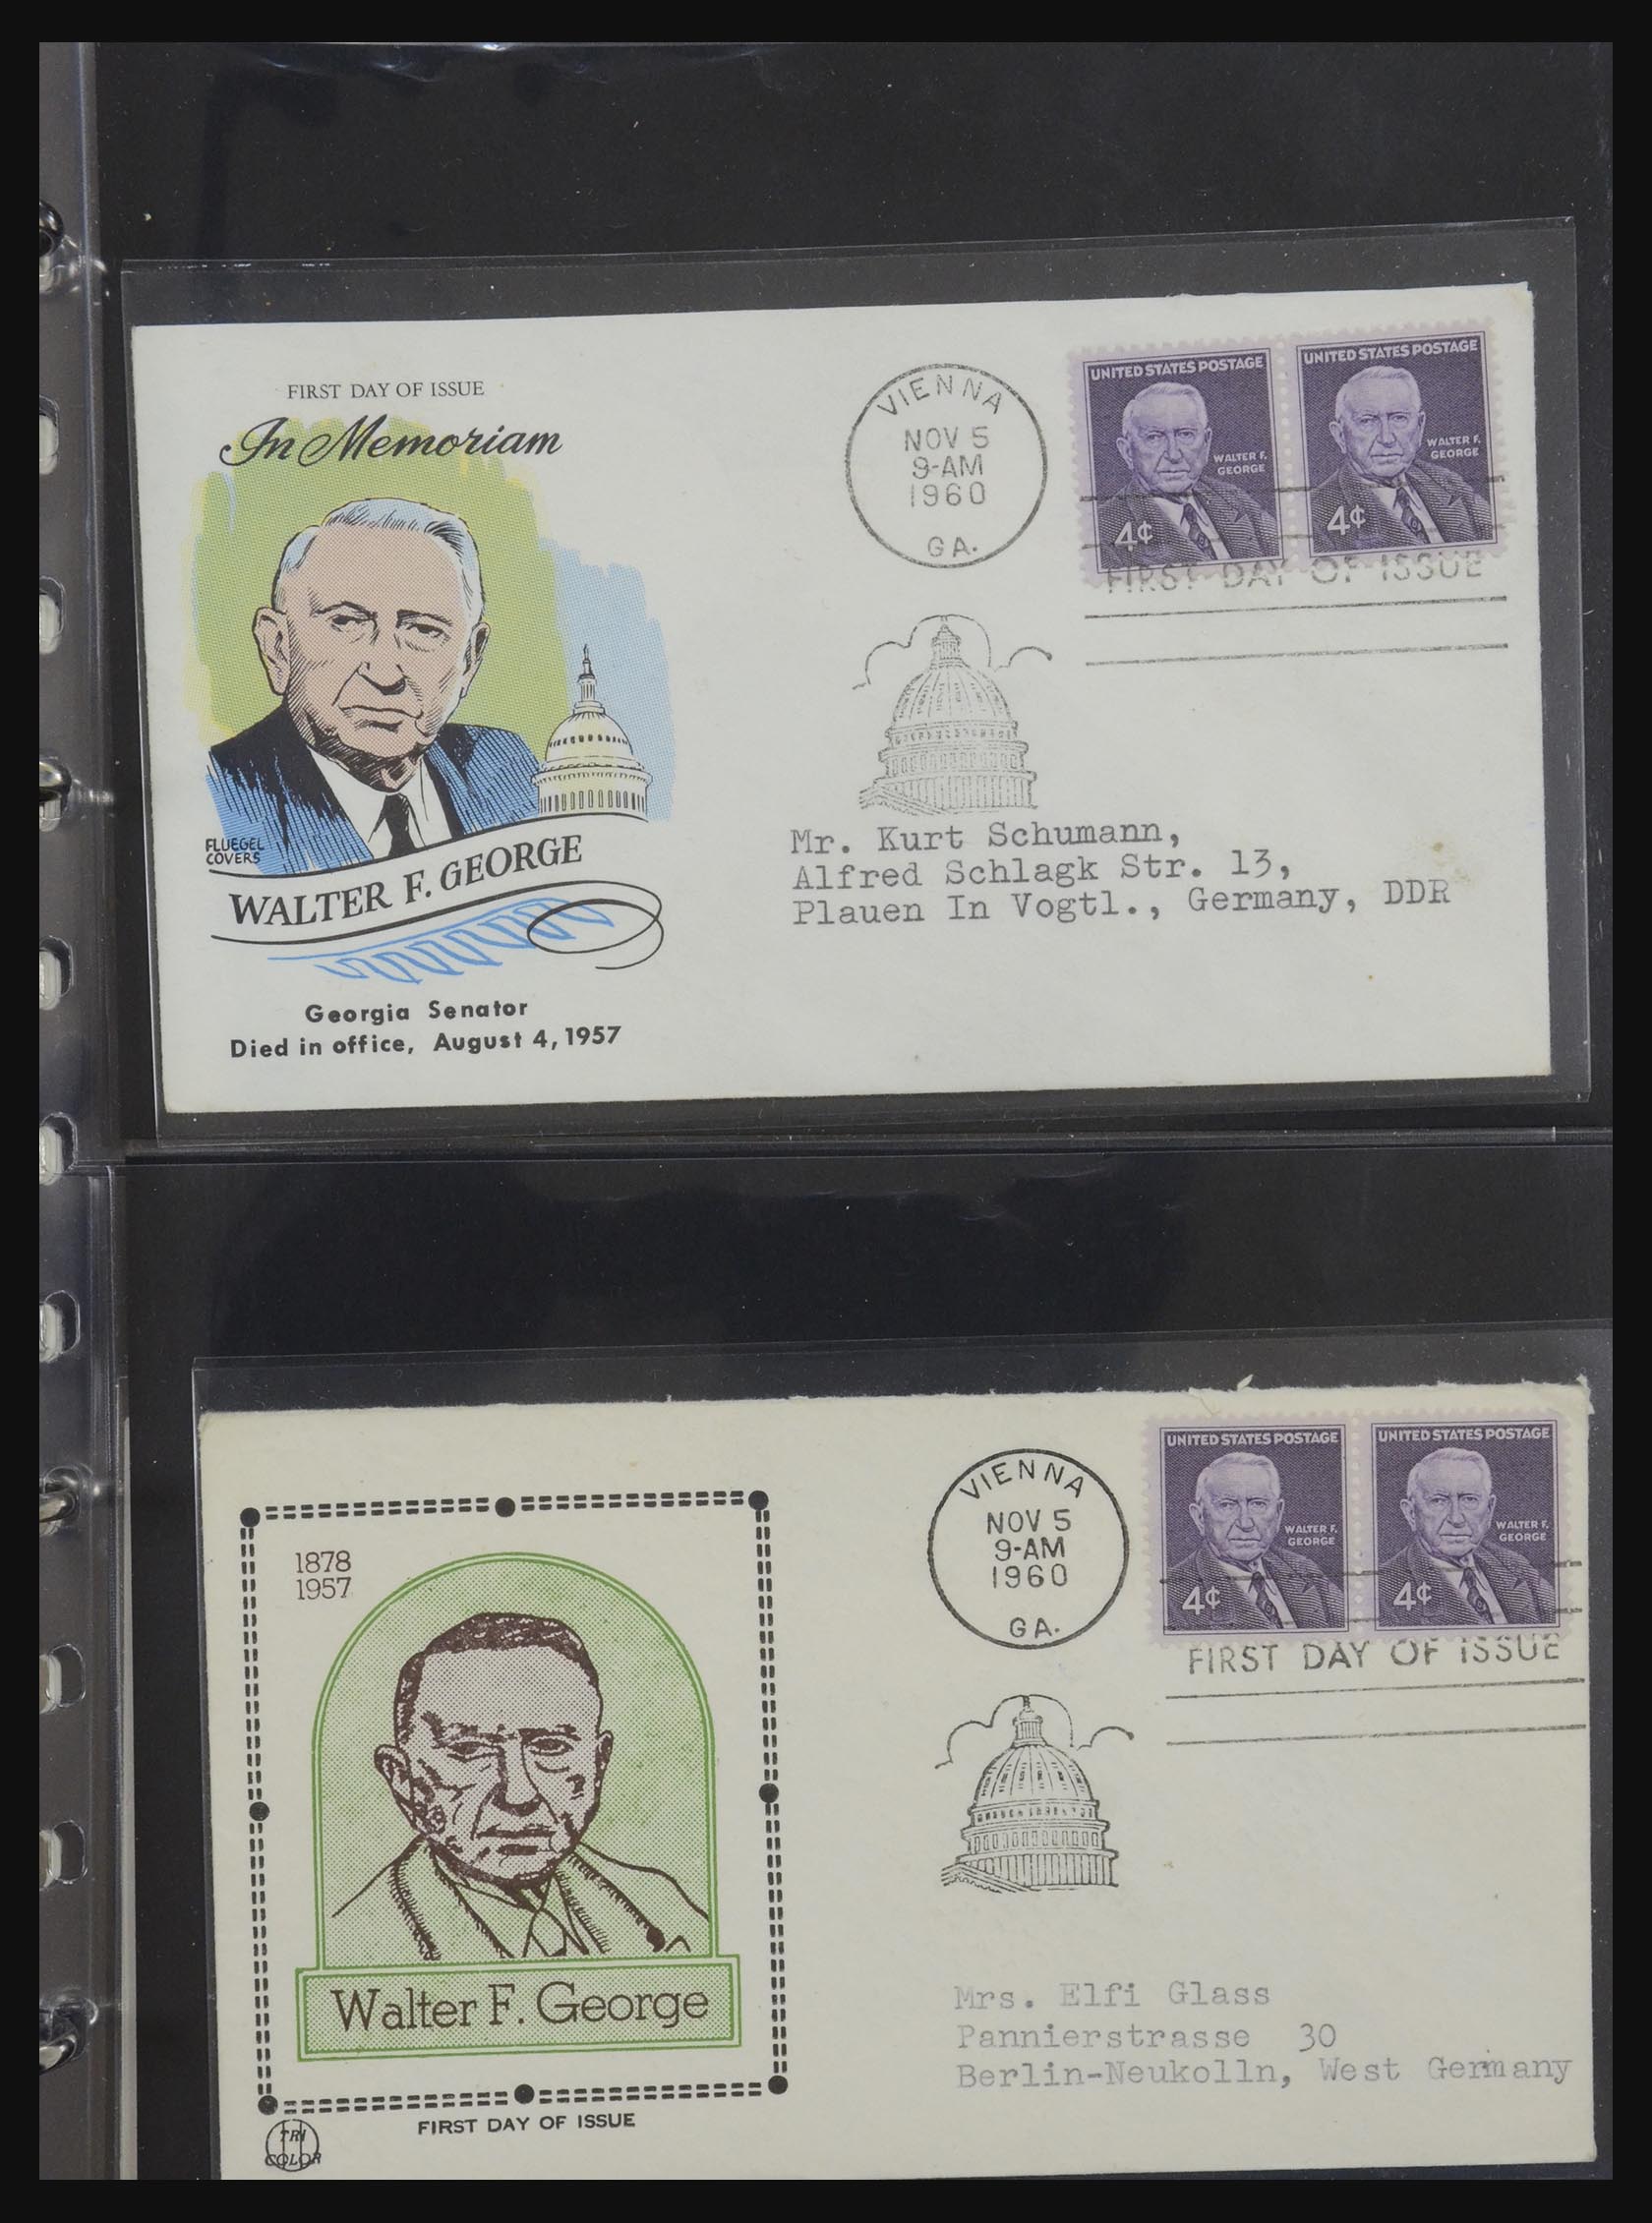 FIRST DAY OF ISSUE
In Memoriam
FLUEGEL
COVERS
WALTER F. GEORGE
Georgia Senator
Died in office, August 4, 1957
VIENNA
NOV 5
9-AM
1960
GA.
UNITED STATES POSTAGE
WALTER F.
GEORGE
4¢
UNITED STATES POSTAGE
WALTER F.
GEORGE
4¢
FIRST DAY OF ISSUE
Mr. Kurt Schumann,
Alfred Schlagk Str. 13,
Plauen In Vogtl., Germany, DDR
1878
1957
Walter F. George
FIRST DAY OF ISSUE
TRI
COLOR
VIENNA
NOV 5
9-AM
1960
GA.
UNITED STATES POSTAGE
WALTER F.
GEORGE
4¢
UNITED STATES POSTAGE
WALTER F.
GEORGE
4¢
FIRST DAY OF ISSUE
Mrs. Elfi Glass
Pannierstrasse 30
Berlin-Neukolln, West Germany